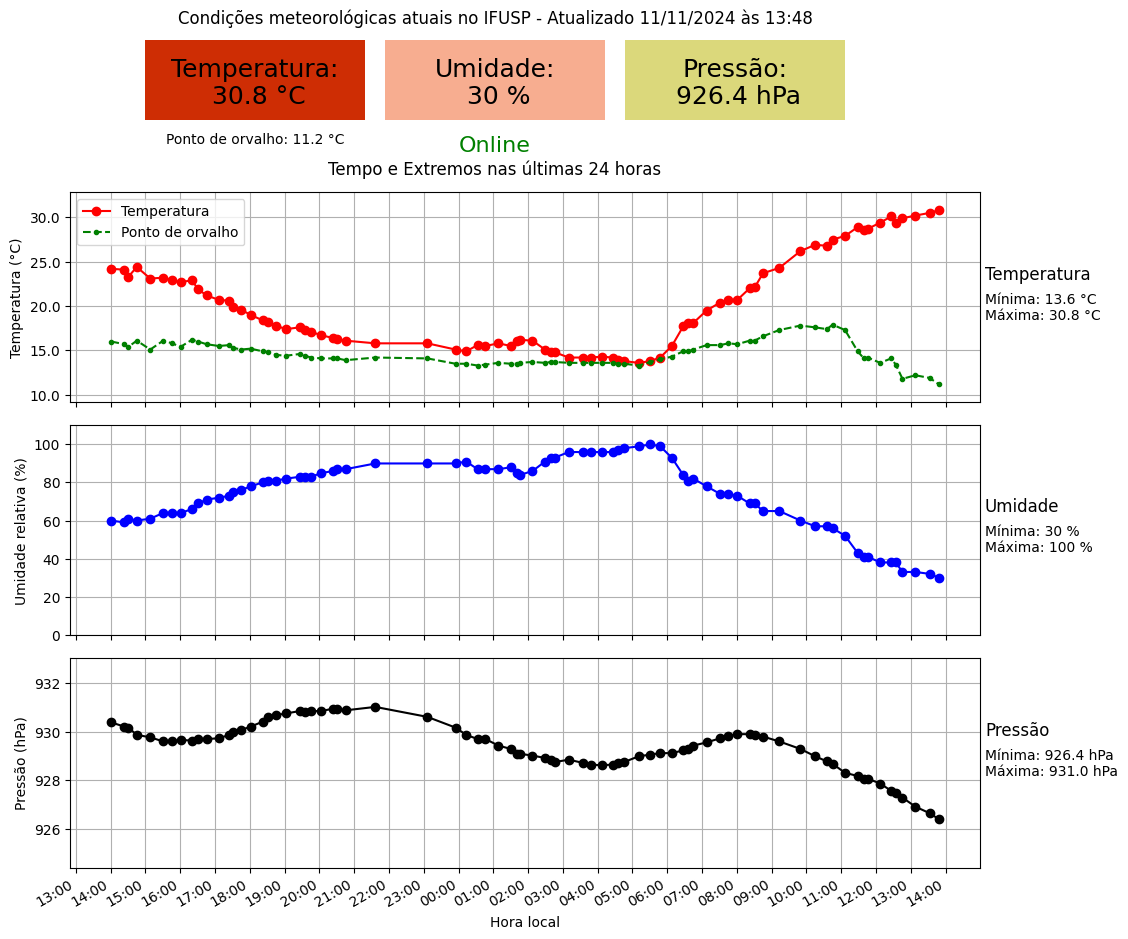 Condições meteorológicas atuais no IFUSP - Atualizado 11/11/2024 às 13:48
Temperatura:
30.8 °C
Umidade:
30 %
Pressão:
926.4 hPa
Ponto de orvalho: 11.2 °C
Online
Tempo e Extremos nas últimas 24 horas
Temperatura
Ponto de orvalho
Temperatura (°C)
30.0
25.0
20.0
15.0
10.0
Temperatura
Mínima: 13.6 °C
Máxima: 30.8 °C
Umidade relativa (%)
100
80
60
40
20
0
Umidade
Mínima: 30 %
Máxima: 100 %
Pressão (hPa)
932
930
928
926
Pressão
Mínima: 926.4 hPa
Máxima: 931.0 hPa
13:00 14:00 15:00 16:00 17:00 18:00 19:00 20:00 21:00 22:00 23:00 00:00 01:00 02:00 03:00 04:00 05:00 06:00 07:00 08:00 09:00 10:00 11:00 12:00 13:00 14:00
Hora local